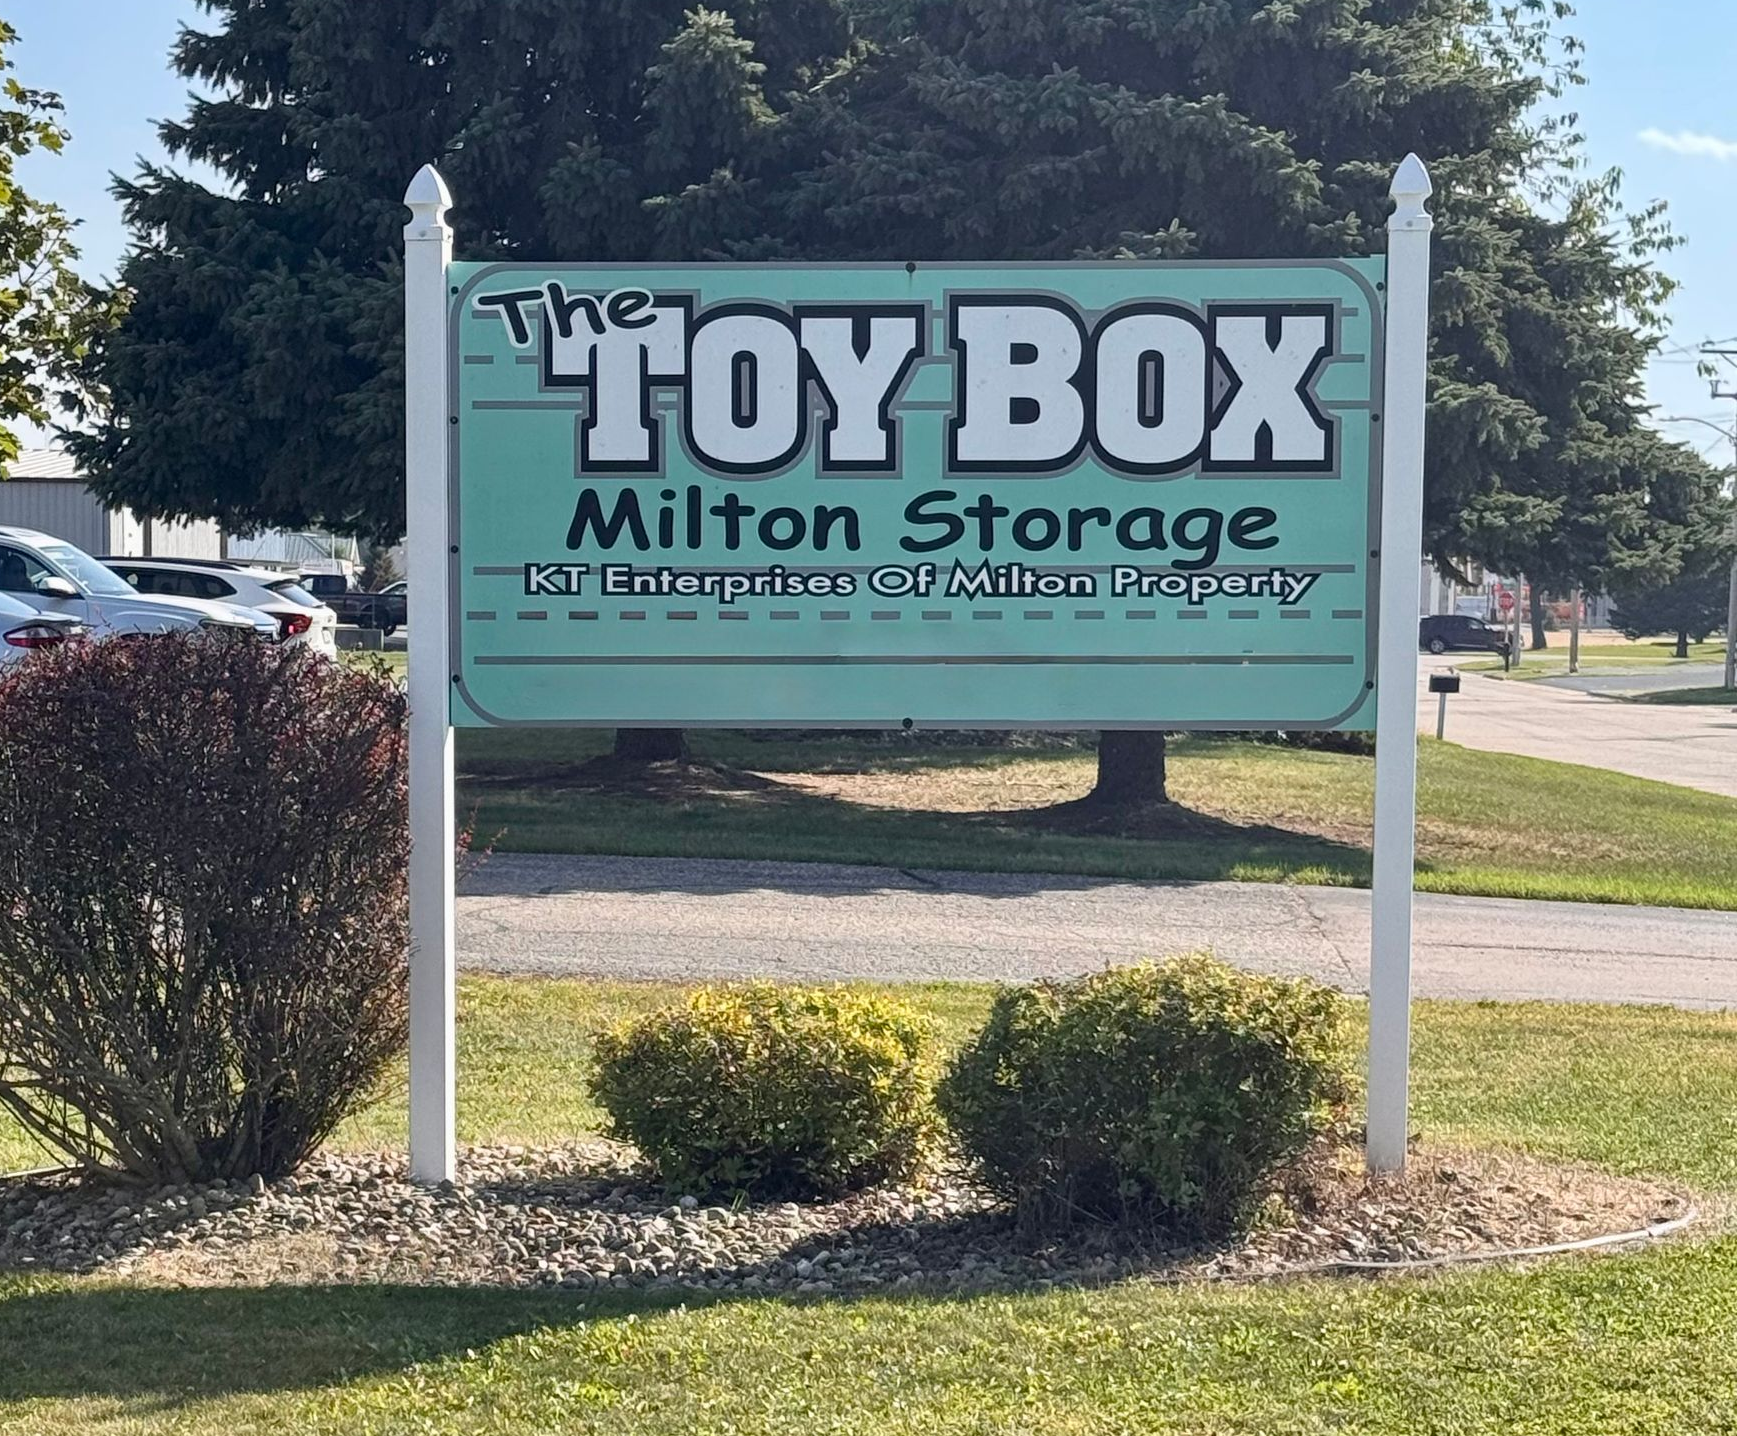 The TOY BOX
Milton Storage
KT Enterprises Of Milton Property